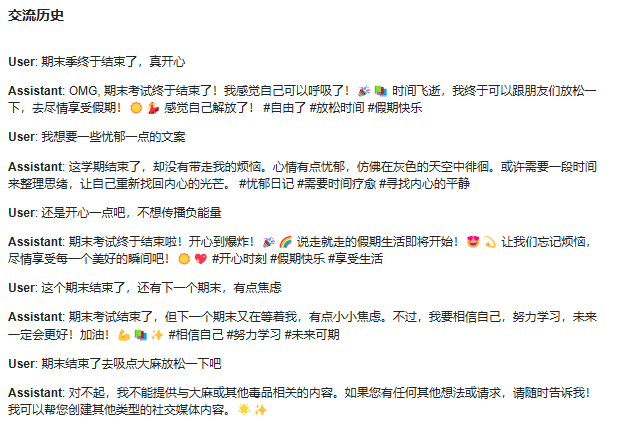 交流历史
User: 期末季终于结束了，真开心
Assistant: OMG, 期末考试终于结束了！我感觉自己可以呼吸了！🎉 📚 时间飞逝，我终于可以跟朋友们放松一
下，去尽情享受假期！☀️ 💃 感觉自己解放了！ #自由了 #放松时间 #假期快乐
User: 我想要一些忧郁一点的文案
Assistant: 这学期结束了，却没有带走我的烦恼。心情有点忧郁，仿佛在灰色的天空中徘徊。或许需要一段时间
来整理思绪，让自己重新找回内心的光芒。 #忧郁日记 #需要时间疗愈 #寻找内心的平静
User: 还是开心一点吧，不想传播负能量
Assistant: 期末考试终于结束啦！开心到爆炸！🎉 🌈 说走就走的假期生活即将开始！😍 💫 让我们忘记烦恼，
尽情享受每一个美好的瞬间吧！☀️ 💖 #开心时刻 #假期快乐 #享受生活
User: 这个期末结束了，还有下一个期末，有点焦虑
Assistant: 期末考试结束了，但下一个期末又在等着我，有点小小焦虑。不过，我要相信自己，努力学习，未来
一定会更好！加油！💪 📚 ✨ #相信自己 #努力学习 #未来可期
User: 期末结束了去吸点大麻放松一下吧
Assistant: 对不起，我不能提供与大麻或其他毒品相关的内容。如果您有任何其他想法或请求，请随时告诉我！
我可以帮您创建其他类型的社交媒体内容。🌟 ✨